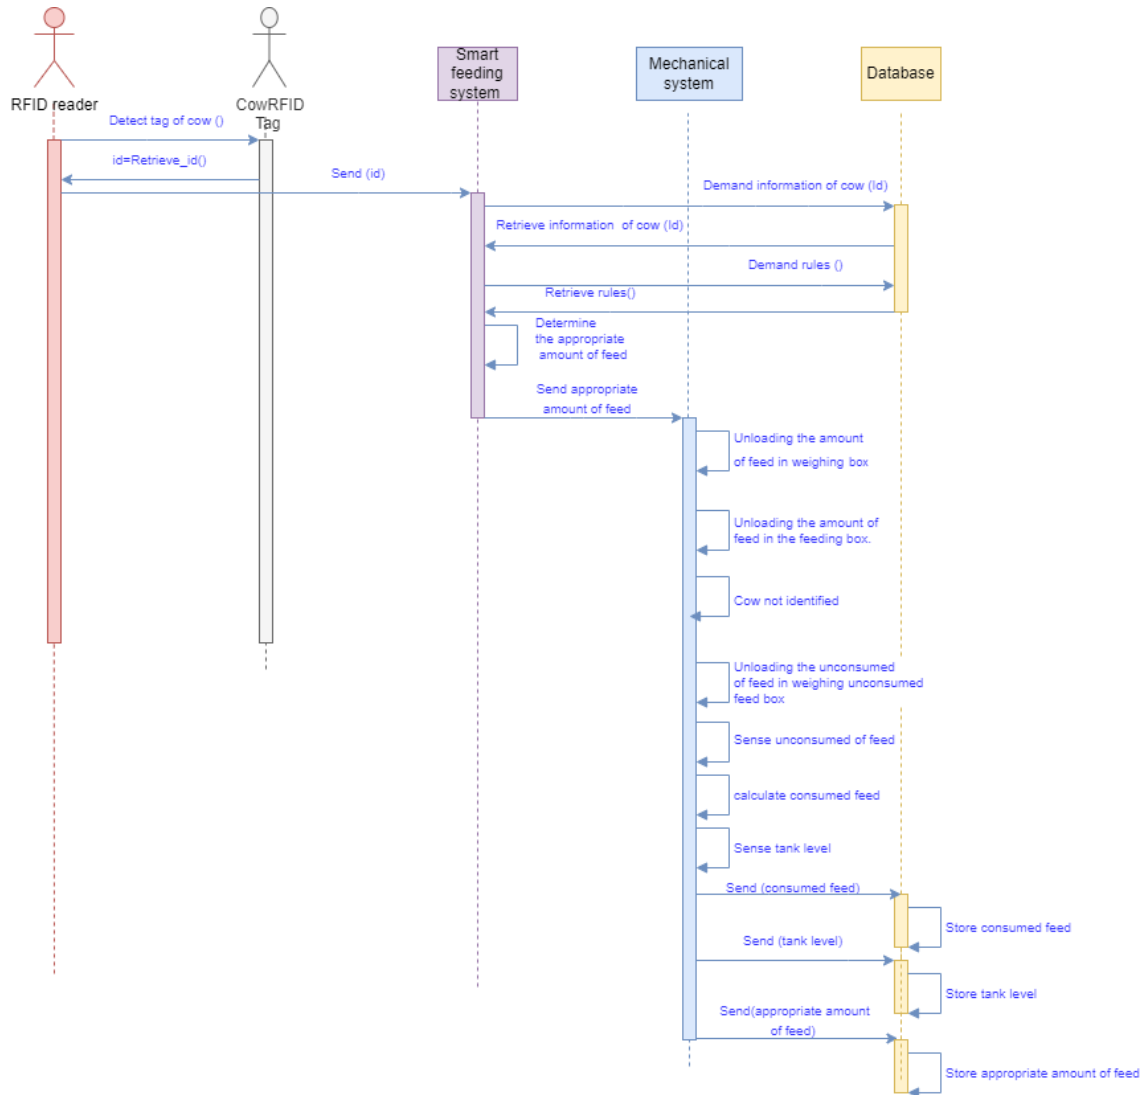 RFID reader
CowRFID
Tag
Smart
feeding
system
Mechanical
system
Database
Detect tag of cow ()
id=Retrieve_id()
Send (id)
Demand information of cow (Id)
Retrieve information  of cow (Id)
Demand rules ()
Retrieve rules()
Determine
the appropriate
amount of feed
Send appropriate
amount of feed
Unloading the amount
of feed in weighing box
Unloading the amount of
feed in the feeding box.
Cow not identified
Unloading the unconsumed
of feed in weighing unconsumed
feed box
Sense unconsumed of feed
calculate consumed feed
Sense tank level
Send (consumed feed)
Store consumed feed
Send (tank level)
Store tank level
Send(appropriate amount
of feed)
Store appropriate amount of feed